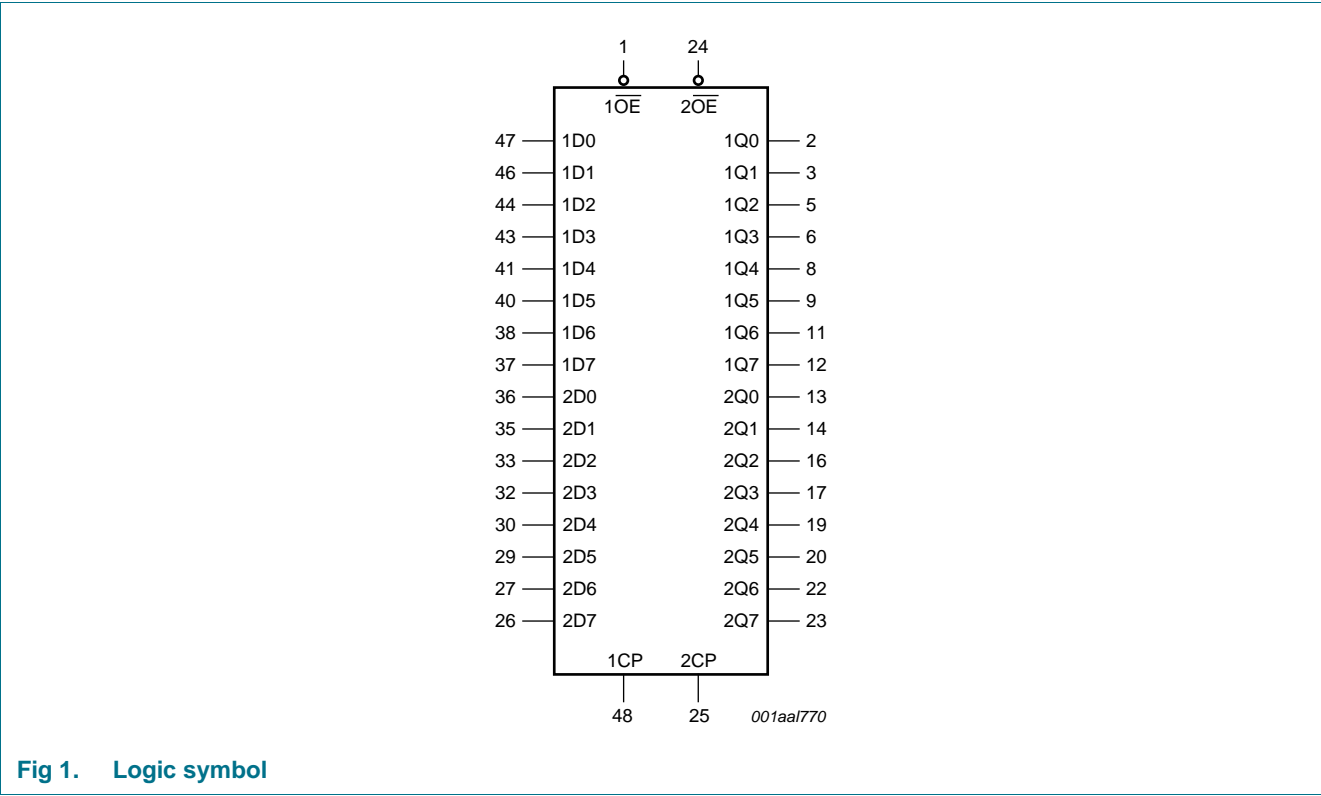 1 24
1OE 2OE
47 1D0 1Q0 2
46 1D1 1Q1 3
44 1D2 1Q2 5
43 1D3 1Q3 6
41 1D4 1Q4 8
40 1D5 1Q5 9
38 1D6 1Q6 11
37 1D7 1Q7 12
36 2D0 2Q0 13
35 2D1 2Q1 14
33 2D2 2Q2 16
32 2D3 2Q3 17
30 2D4 2Q4 19
29 2D5 2Q5 20
27 2D6 2Q6 22
26 2D7 2Q7 23
1CP 2CP
48 25 001aal770
Fig 1. Logic symbol